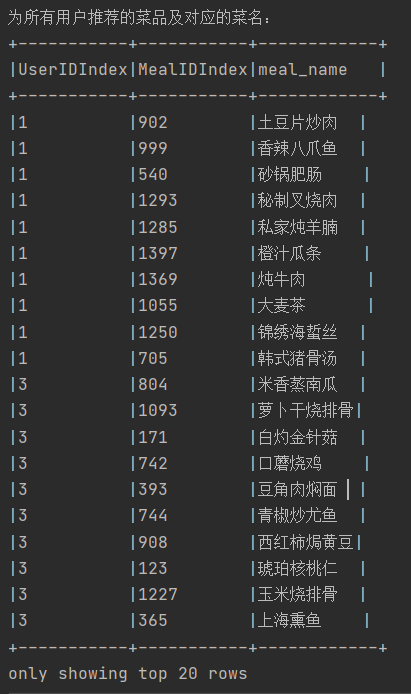 为所有用户推荐的菜品及对应的菜名:
+-----------+-----------+------------+
|UserIDIndex|MealIDIndex|meal_name   |
+-----------+-----------+------------+
|1          |902        |土豆片炒肉  |
|1          |999        |香辣八爪鱼  |
|1          |540        |砂锅肥肠    |
|1          |1293       |秘制叉烧肉  |
|1          |1285       |私家炖羊腩  |
|1          |1397       |橙汁瓜条    |
|1          |1369       |炖牛肉      |
|1          |1055       |大麦茶      |
|1          |1250       |锦绣海蜇丝  |
|1          |705        |韩式猪骨汤  |
|3          |804        |米香蒸南瓜  |
|3          |1093       |萝卜干烧排骨|
|3          |171        |白灼金针菇  |
|3          |742        |口蘑烧鸡    |
|3          |393        |豆角肉焖面  |
|3          |744        |青椒炒尤鱼  |
|3          |908        |西红柿焗黄豆|
|3          |123        |琥珀核桃仁  |
|3          |1227       |玉米烧排骨  |
|3          |365        |上海熏鱼    |
+-----------+-----------+------------+
only showing top 20 rows